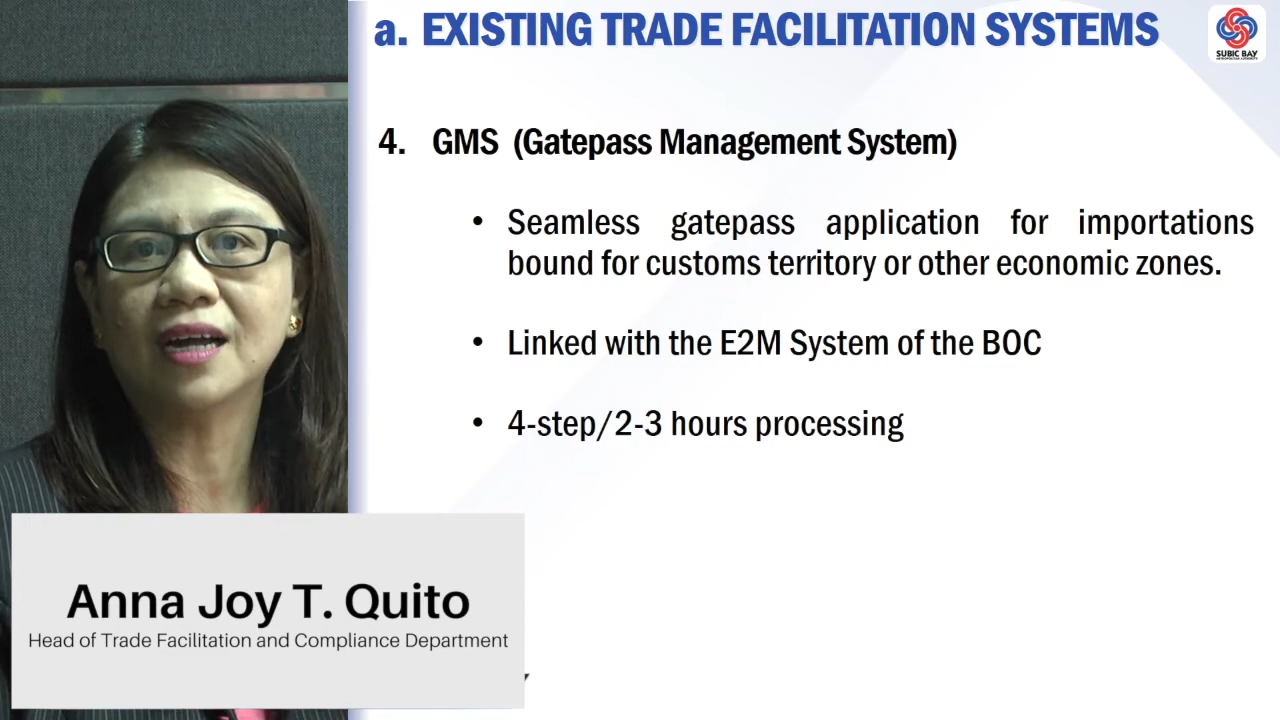 a. EXISTING TRADE FACILITATION SYSTEMS
SUBIC BAY
METROPOLITAN AUTHORITY
4. GMS (Gatepass Management System)
• Seamless gatepass application for importations
bound for customs territory or other economic zones.
• Linked with the E2M System of the BOC
• 4-step/2-3 hours processing
Anna Joy T. Quito
Head of Trade Facilitation and Compliance Department